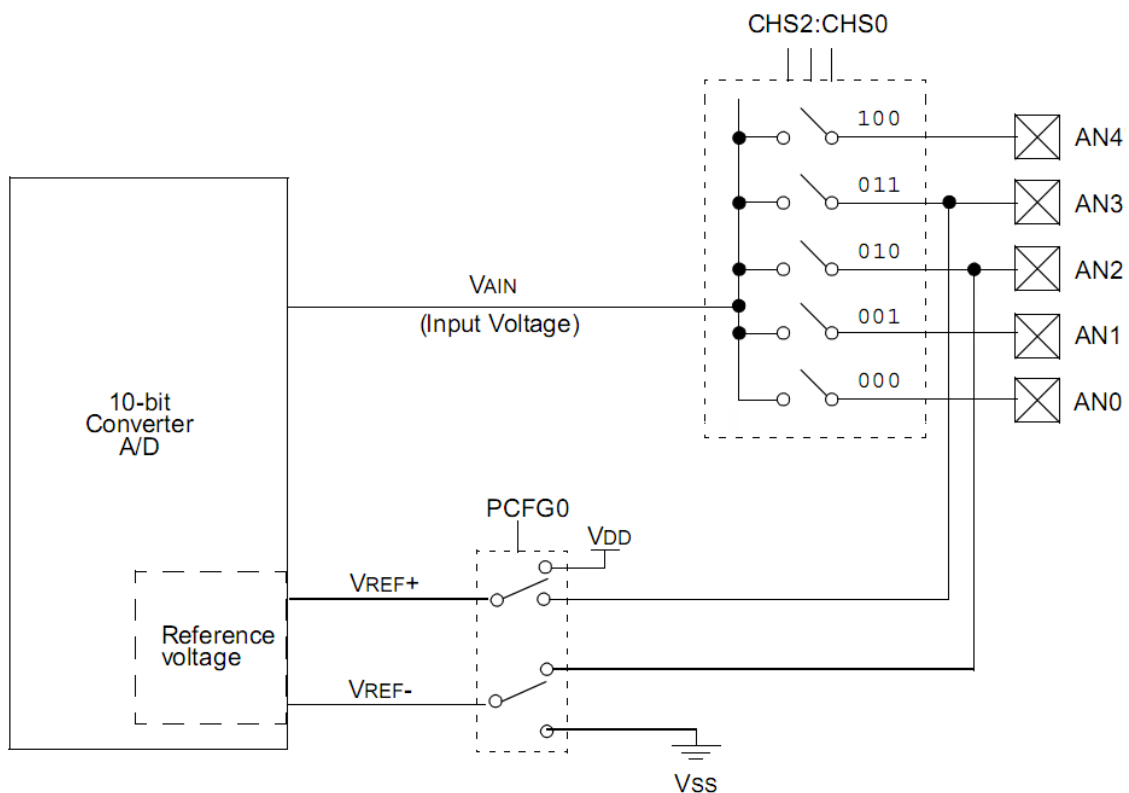 CHS2:CHS0
100
AN4
011
AN3
010
AN2
VAIN
(Input Voltage)
001
AN1
000
AN0
10-bit
Converter
A/D
PCFG0
VDD
VREF+
Reference
voltage
VREF-
VSS